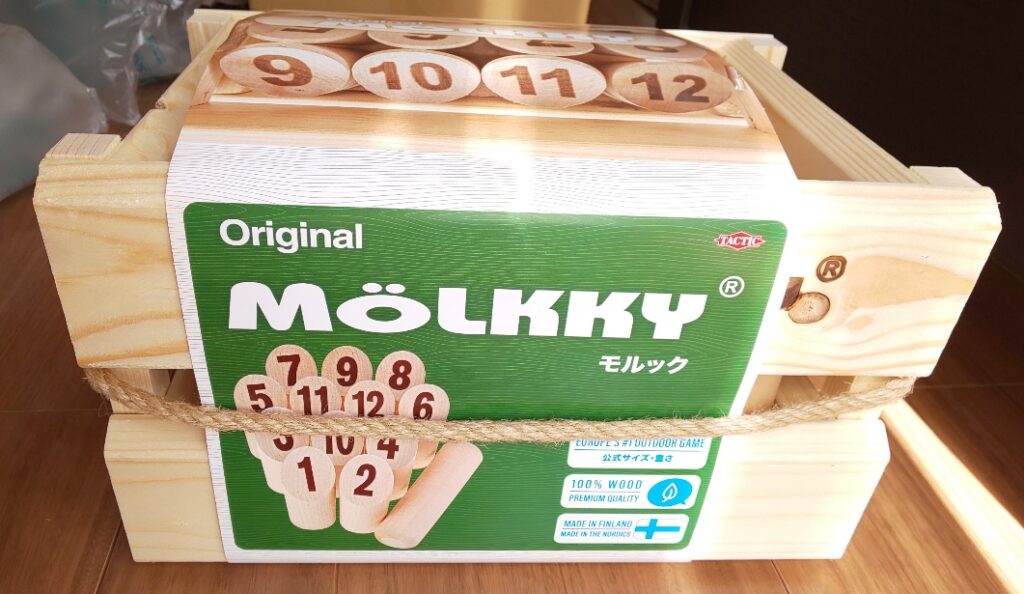 9 10 11 12
Original
TACTIC
MÖLKKY®
®
モルック
7 9 8
5 11 12 6
3 10 4
1 2
EUROPE'S #1 OUTDOOR GAME
公式サイズ・重さ
100% WOOD
PREMIUM QUALITY
MADE IN FINLAND
MADE IN THE NORDICS